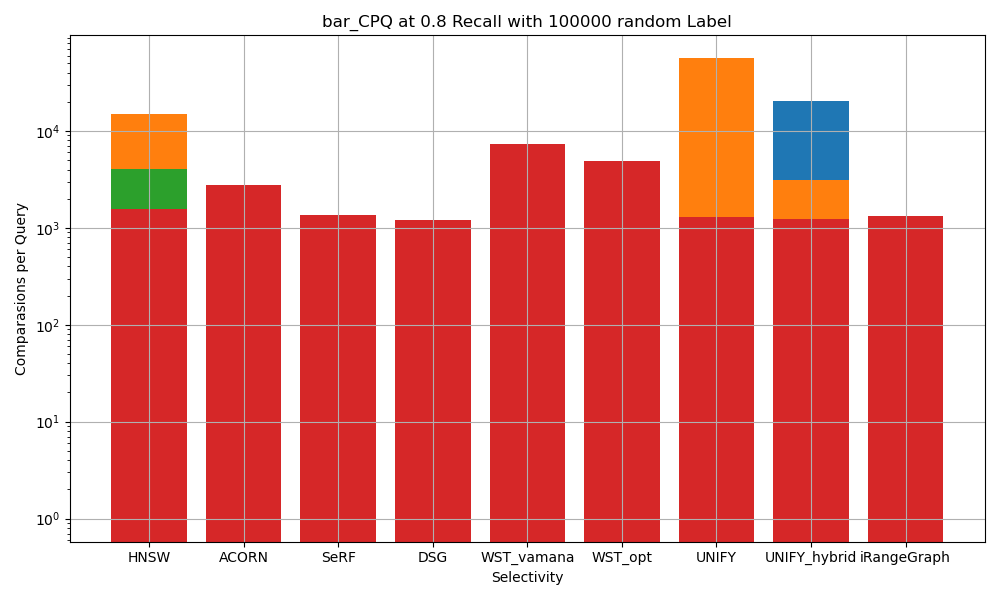 bar_CPQ at 0.8 Recall with 100000 random Label
Comparasions per Query
10^4
10^3
10^2
10^1
10^0
HNSW ACORN SeRF DSG WST_vamana WST_opt UNIFY UNIFY_hybrid iRangeGraph
Selectivity